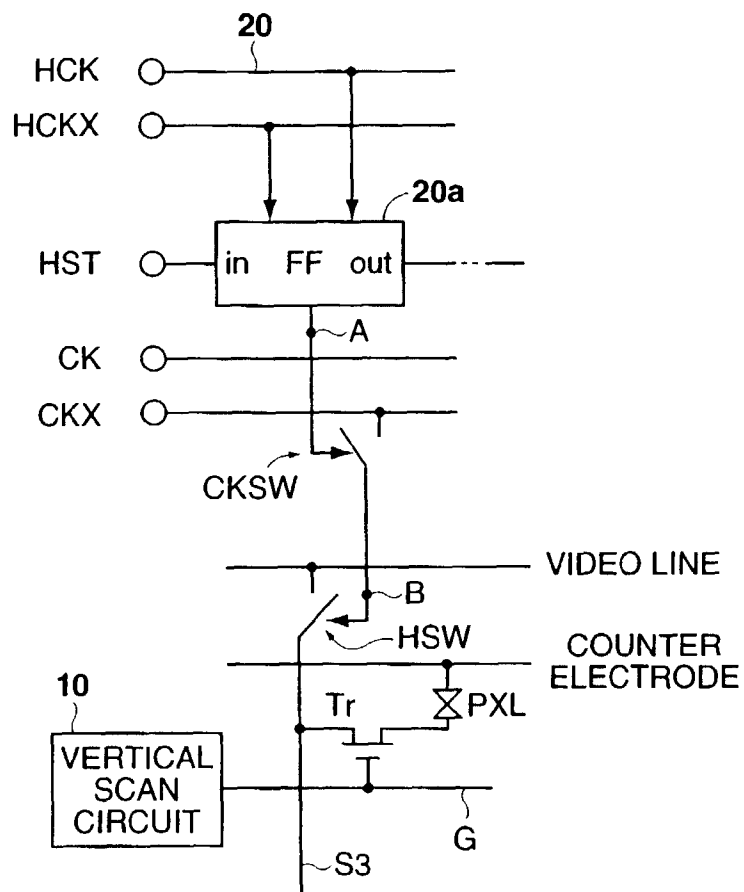 20
HCK
HCKX
20a
HST
in FF out
A
CK
CKX
CKSW
VIDEO LINE
B
HSW
COUNTER
ELECTRODE
10
Tr
PXL
VERTICAL
SCAN
CIRCUIT
G
S3